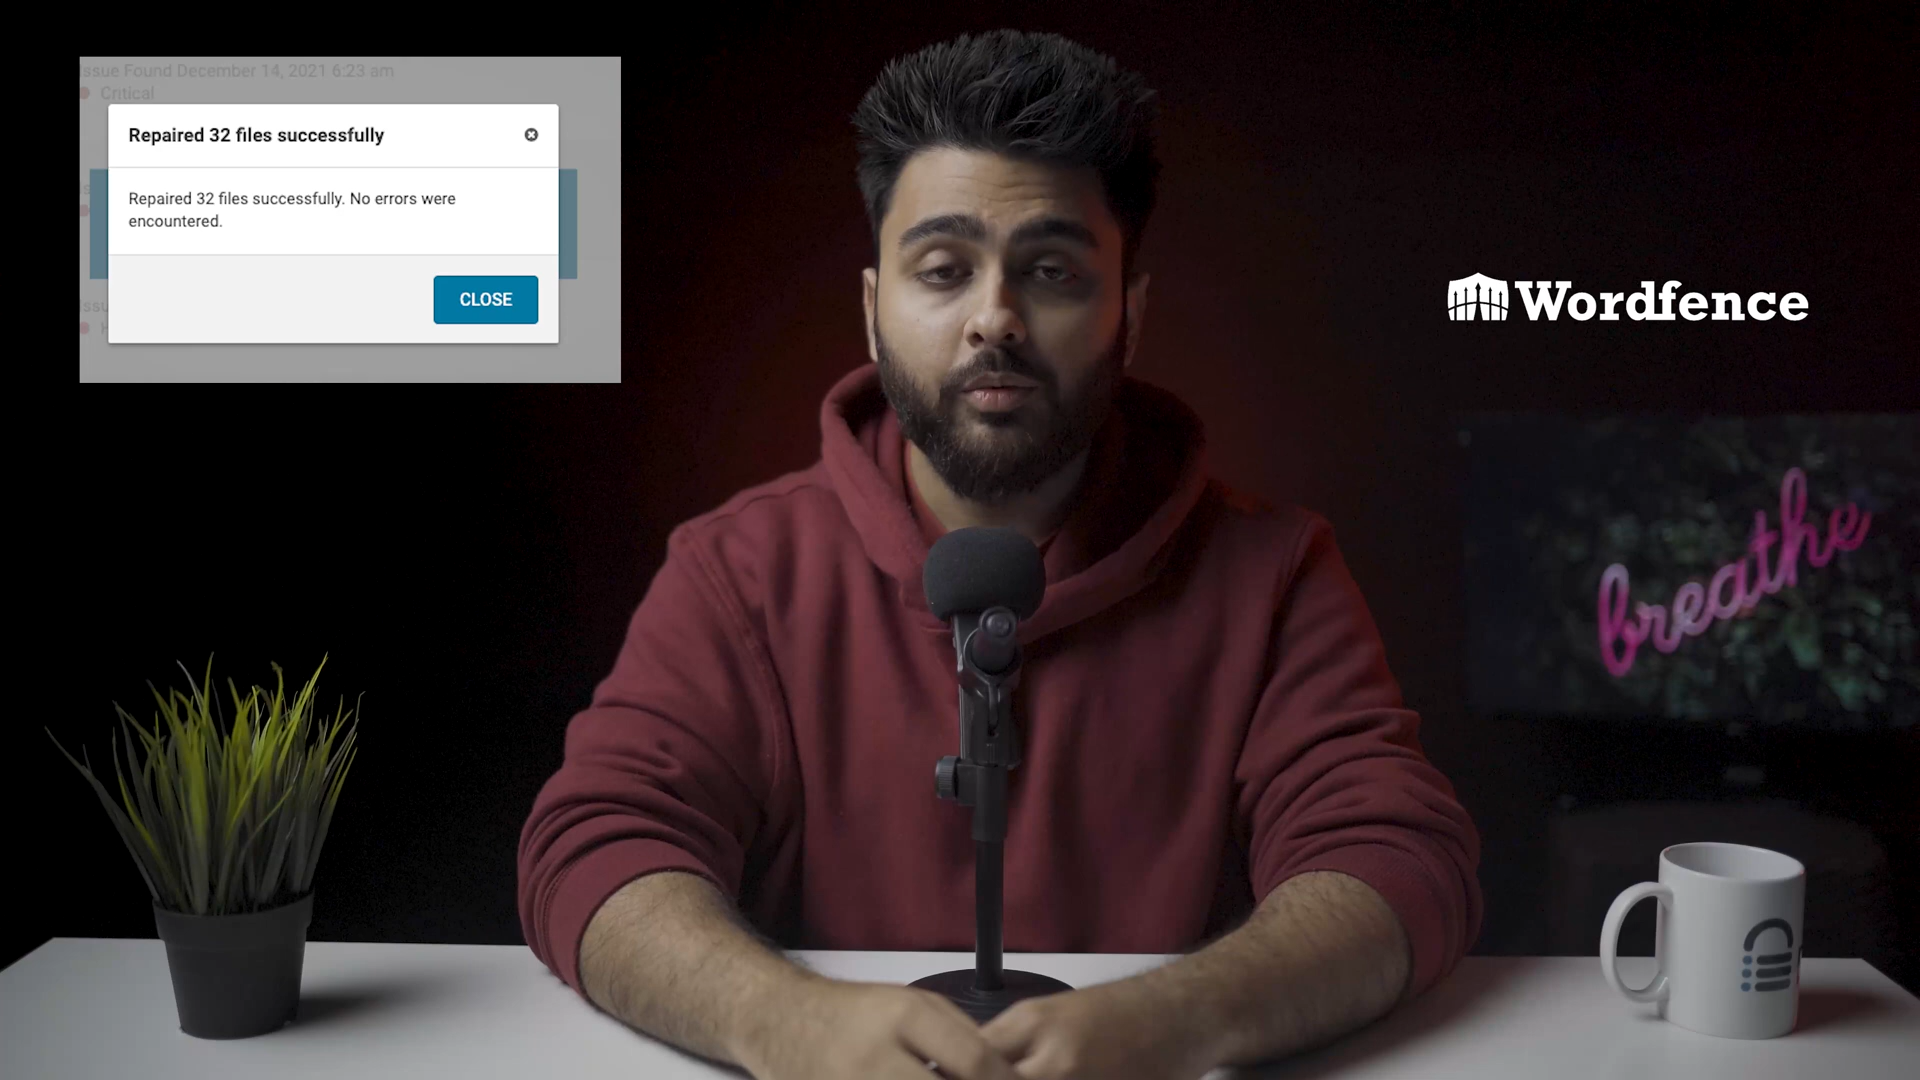 Issue Found December 14, 2021 6:23 am
Critical
Repaired 32 files successfully
Repaired 32 files successfully. No errors were
encountered.
CLOSE
Wordfence
breathe